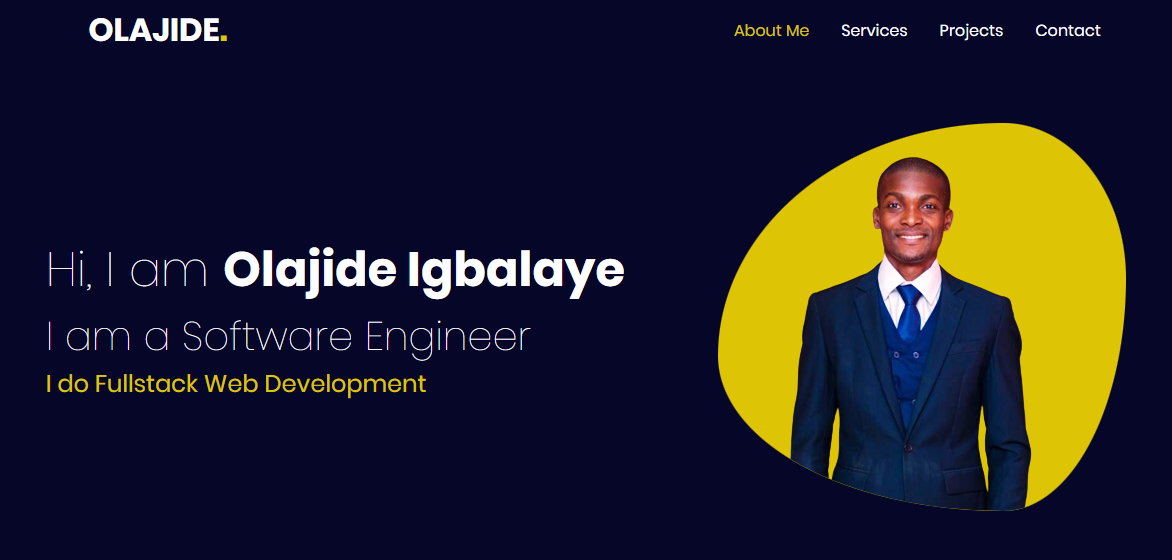 OLAJIDE.
About Me Services Projects Contact
Hi, I am Olajide Igbalaye
I am a Software Engineer
I do Fullstack Web Development